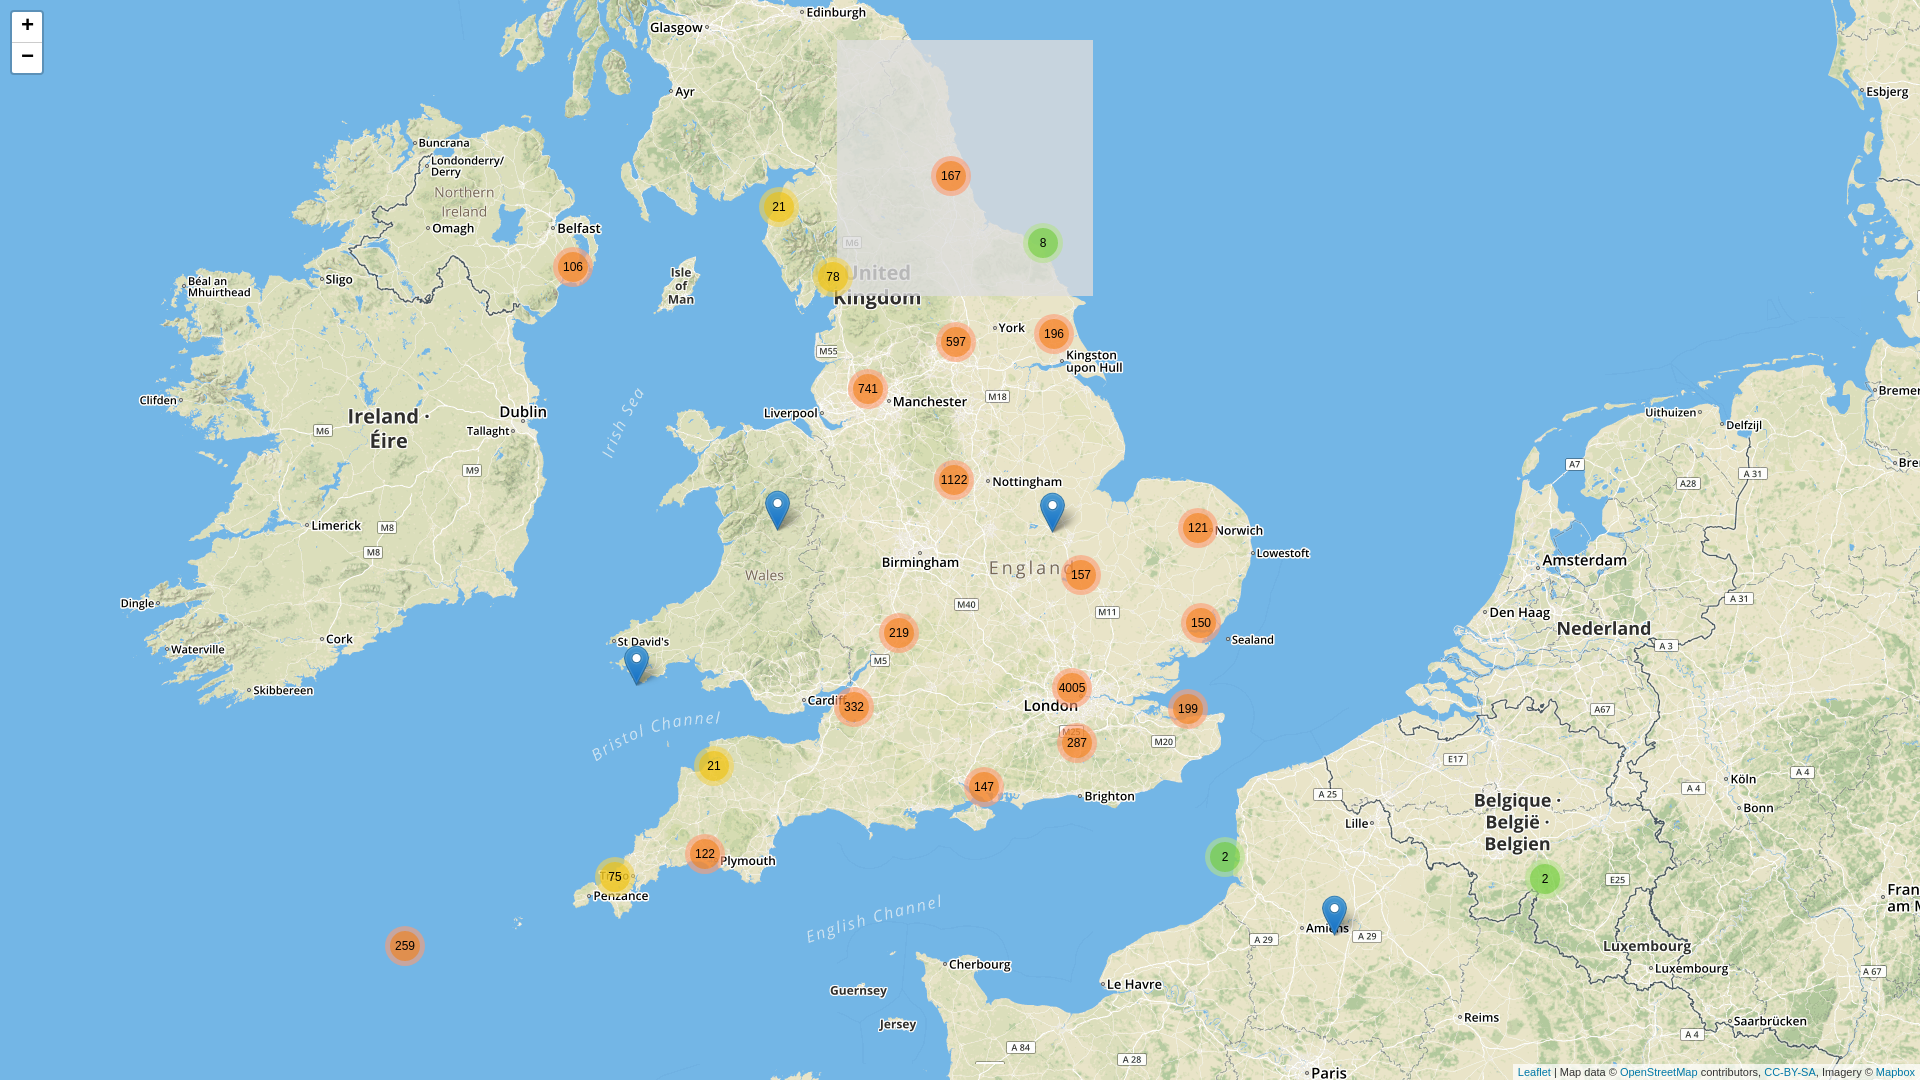 +
−
Edinburgh
Glasgow
Ayr
Esbjerg
Buncrana
Londonderry/
Derry
Northern
Ireland
Omagh
Belfast
106
167
21
8
M6
78
United
Kingdom
Isle
of
Man
Béal an
Mhuirthead
Sligo
York
196
597
M55
Kingston
upon Hull
741
Manchester
M18
Liverpool
Clifden
Ireland ·
Éire
Dublin
Tallaght
M6
M9
Irish Sea
Uithuizen
Delfzijl
A7
A 31
A28
1122
Nottingham
121
Norwich
Lowestoft
Limerick
M8
M8
Birmingham
England
157
Wales
Amsterdam
Dingle
M40
M11
A 31
Den Haag
Nederland
219
150
Sealand
Cork
Waterville
St David's
M5
A 3
Skibbereen
4005
London
Cardiff
332
199
A67
M25
287
M20
Bristol Channel
21
E17
147
Brighton
A 25
Köln
A 4
A 4
Bonn
Belgique ·
België ·
Belgien
Lille
122
Plymouth
2
75
Penzance
2
E25
English Channel
259
Amiens
A 29
A 29
Luxembourg
Luxembourg
Cherbourg
Le Havre
A 67
Guernsey
Jersey
Reims
Saarbrücken
A 84
A 28
A 4
Paris
Leaflet | Map data © OpenStreetMap contributors, CC-BY-SA, Imagery © Mapbox